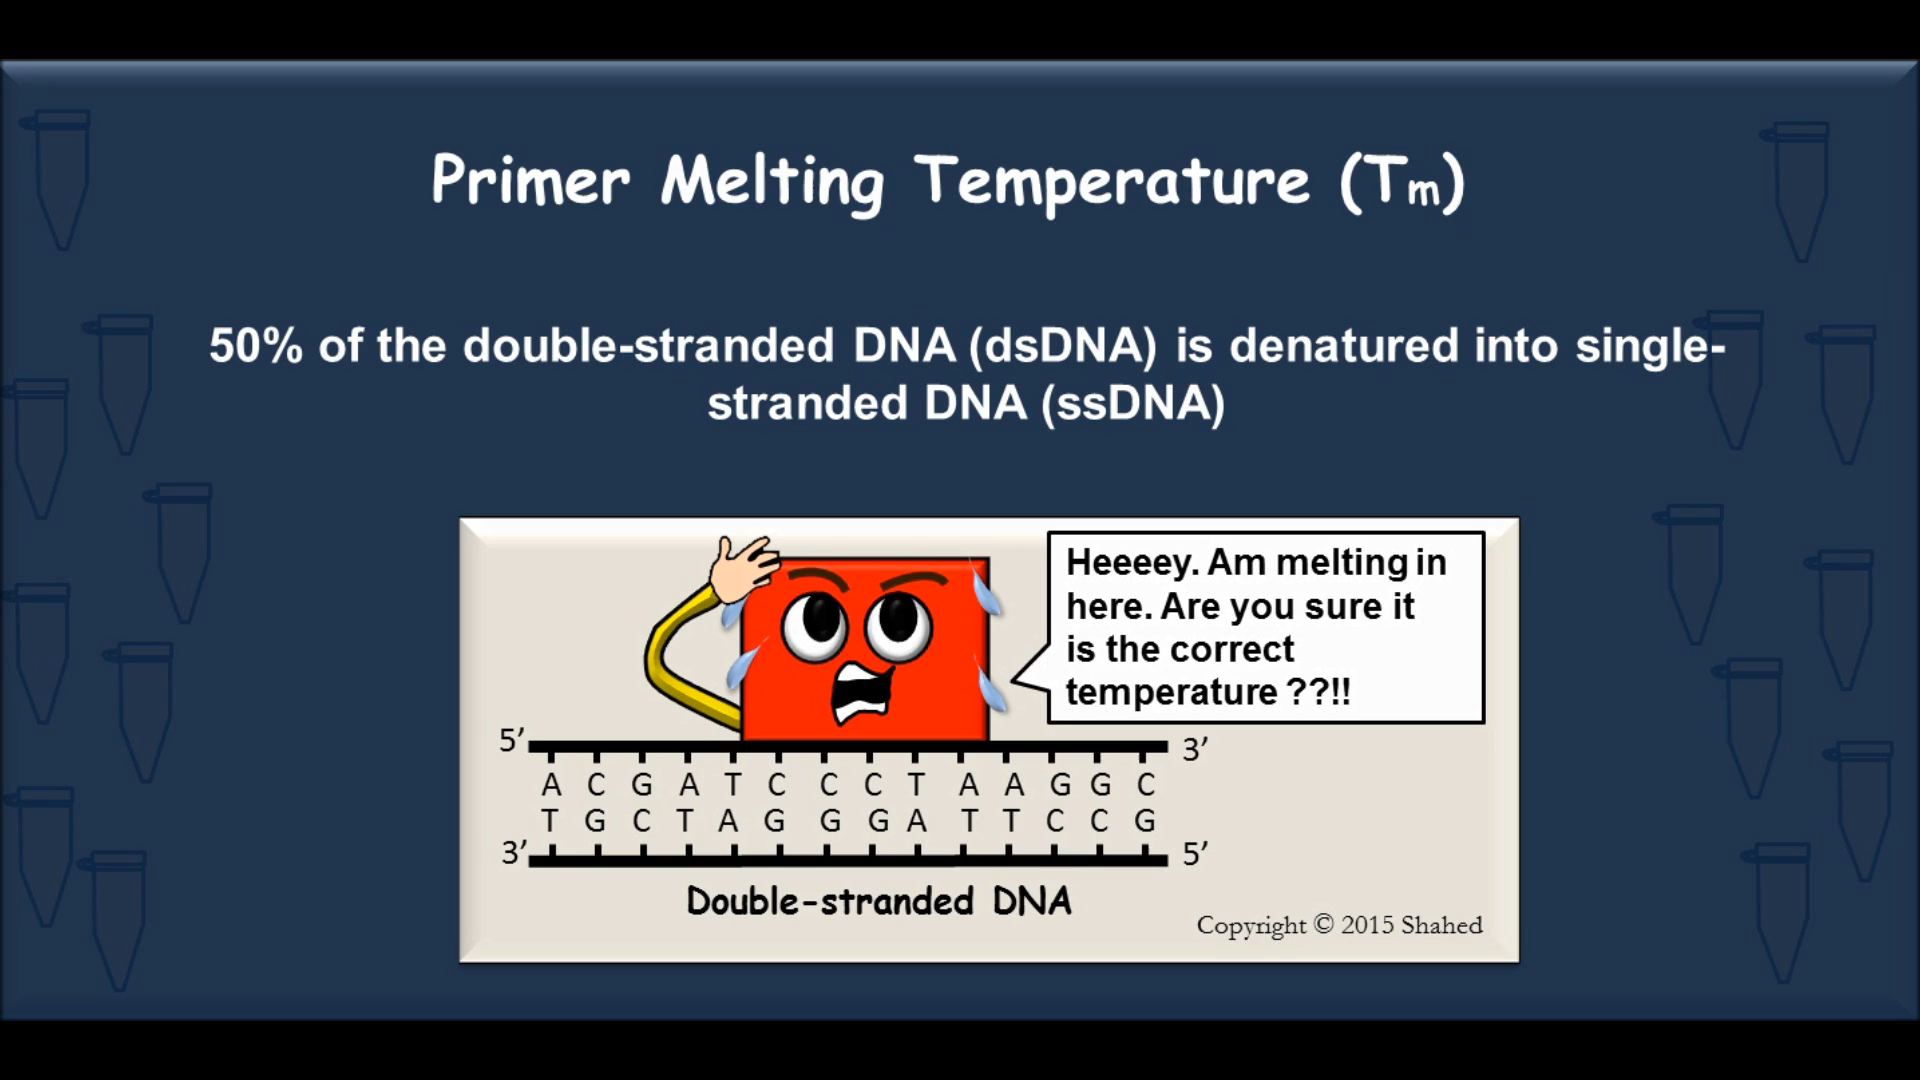 Primer Melting Temperature (Tm)
50% of the double-stranded DNA (dsDNA) is denatured into single-
stranded DNA (ssDNA)
Heeeey. Am melting in
here. Are you sure it
is the correct
temperature ??!!
5’ 3’
A C G A T C C C T A A G G C
T G C T A G G G A T T C C G
3’ 5’
Double-stranded DNA
Copyright © 2015 Shahed